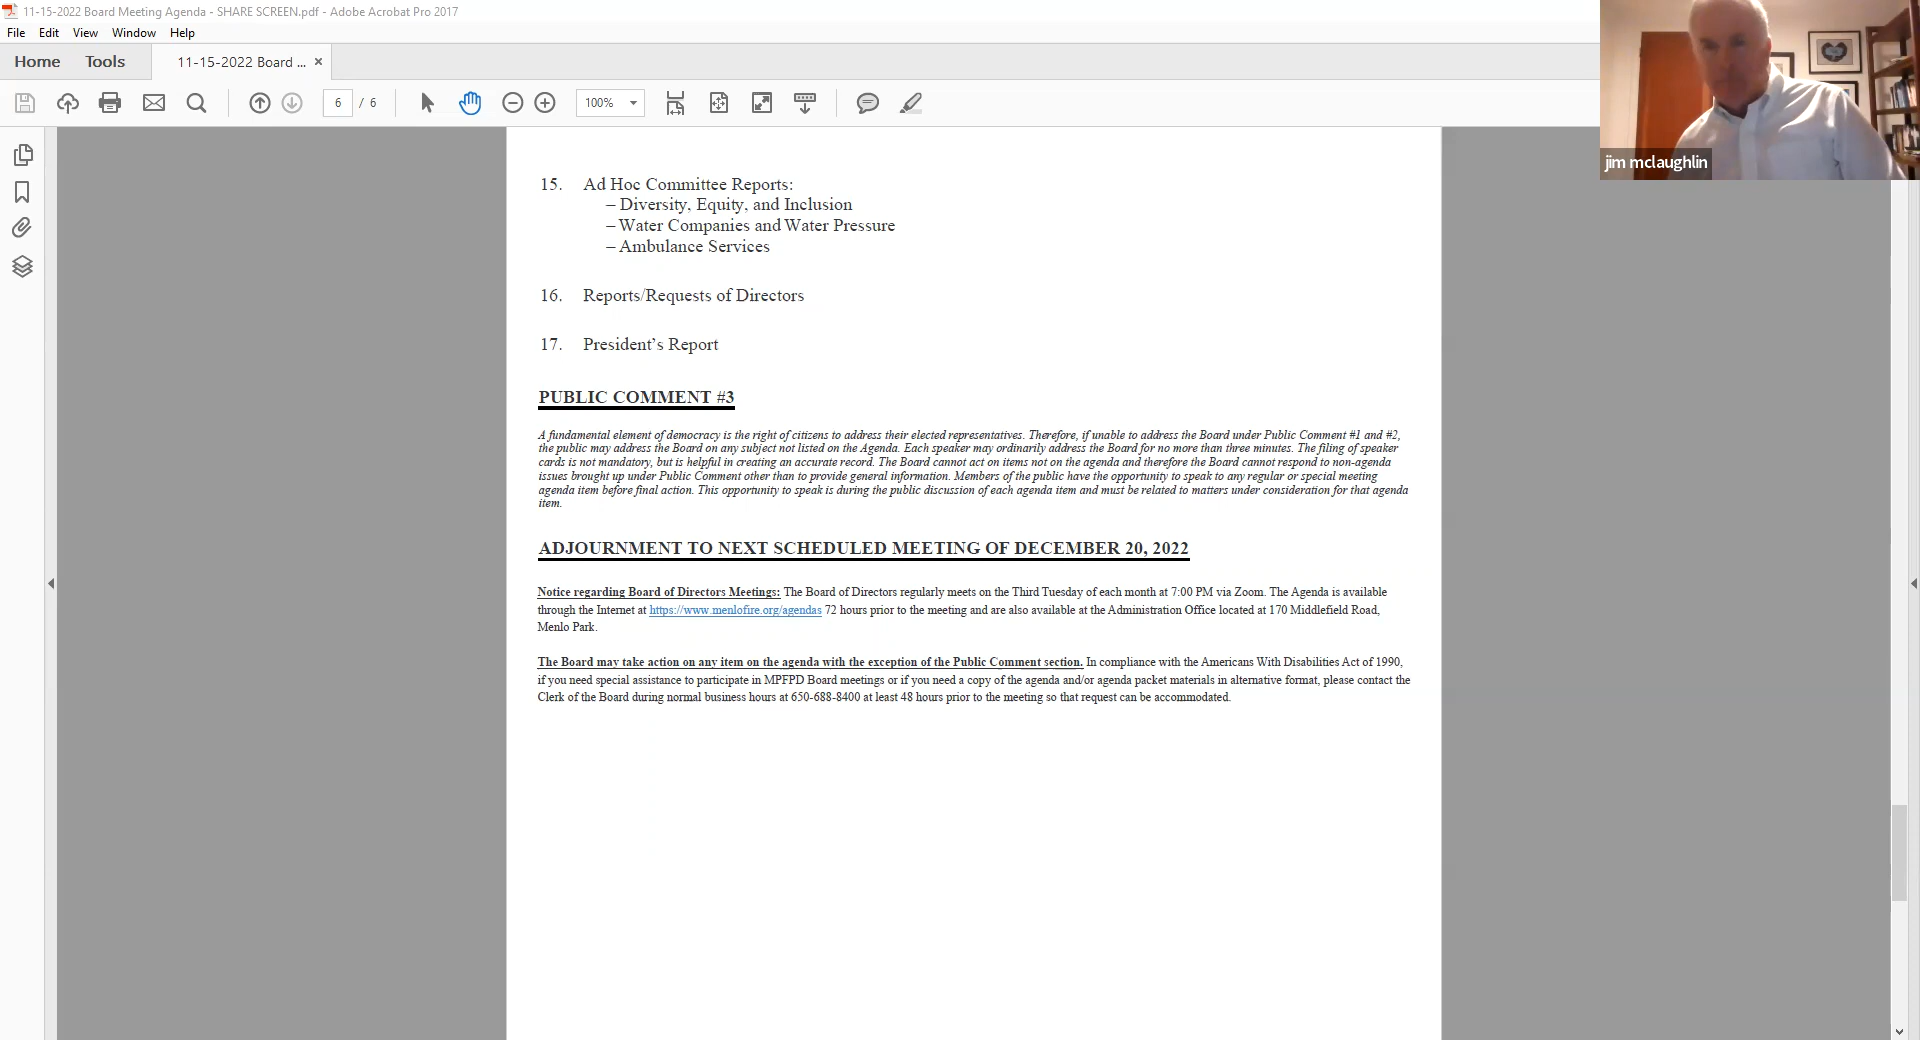 11-15-2022 Board Meeting Agenda - SHARE SCREEN.pdf - Adobe Acrobat Pro 2017
File Edit View Window Help
Home Tools 11-15-2022 Board ... ×
6 / 6 100%
jim mclaughlin
15. Ad Hoc Committee Reports:
– Diversity, Equity, and Inclusion
– Water Companies and Water Pressure
– Ambulance Services
16. Reports/Requests of Directors
17. President’s Report
PUBLIC COMMENT #3
A fundamental element of democracy is the right of citizens to address their elected representatives. Therefore, if unable to address the Board under Public Comment #1 and #2,
the public may address the Board on any subject not listed on the Agenda. Each speaker may ordinarily address the Board for no more than three minutes. The filing of speaker
cards is not mandatory, but is helpful in creating an accurate record. The Board cannot act on items not on the agenda and therefore the Board cannot respond to non-agenda
issues brought up under Public Comment other than to provide general information. Members of the public have the opportunity to speak to any regular or special meeting
agenda item before final action. This opportunity to speak is during the public discussion of each agenda item and must be related to matters under consideration for that agenda
item.
ADJOURNMENT TO NEXT SCHEDULED MEETING OF DECEMBER 20, 2022
Notice regarding Board of Directors Meetings: The Board of Directors regularly meets on the Third Tuesday of each month at 7:00 PM via Zoom. The Agenda is available
through the Internet at https://www.menlofire.org/agendas 72 hours prior to the meeting and are also available at the Administration Office located at 170 Middlefield Road,
Menlo Park.
The Board may take action on any item on the agenda with the exception of the Public Comment section. In compliance with the Americans With Disabilities Act of 1990,
if you need special assistance to participate in MPFPD Board meetings or if you need a copy of the agenda and/or agenda packet materials in alternative format, please contact the
Clerk of the Board during normal business hours at 650-688-8400 at least 48 hours prior to the meeting so that request can be accommodated.